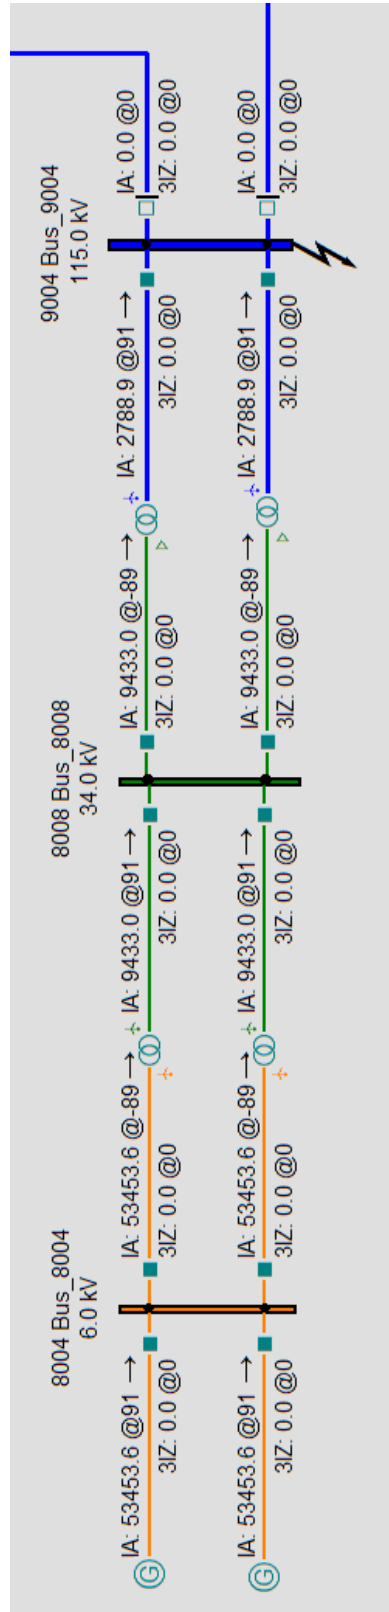 8004 Bus_8004
6.0 kV
8008 Bus_8008
34.0 kV
9004 Bus_9004
115.0 kV
IA: 53453.6 @91 →
3IZ: 0.0 @0
IA: 53453.6 @-89 →
3IZ: 0.0 @0
IA: 9433.0 @91 →
3IZ: 0.0 @0
IA: 9433.0 @-89 →
3IZ: 0.0 @0
IA: 2788.9 @91 →
3IZ: 0.0 @0
IA: 0.0 @0
3IZ: 0.0 @0
G
IA: 53453.6 @91 →
3IZ: 0.0 @0
IA: 53453.6 @-89 →
3IZ: 0.0 @0
IA: 9433.0 @91 →
3IZ: 0.0 @0
IA: 9433.0 @-89 →
3IZ: 0.0 @0
IA: 2788.9 @91 →
3IZ: 0.0 @0
IA: 0.0 @0
3IZ: 0.0 @0
G